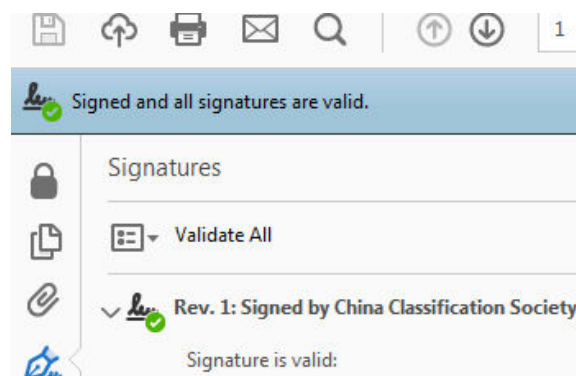 1
Signed and all signatures are valid.
Signatures
Validate All
Rev. 1: Signed by China Classification Society
Signature is valid: